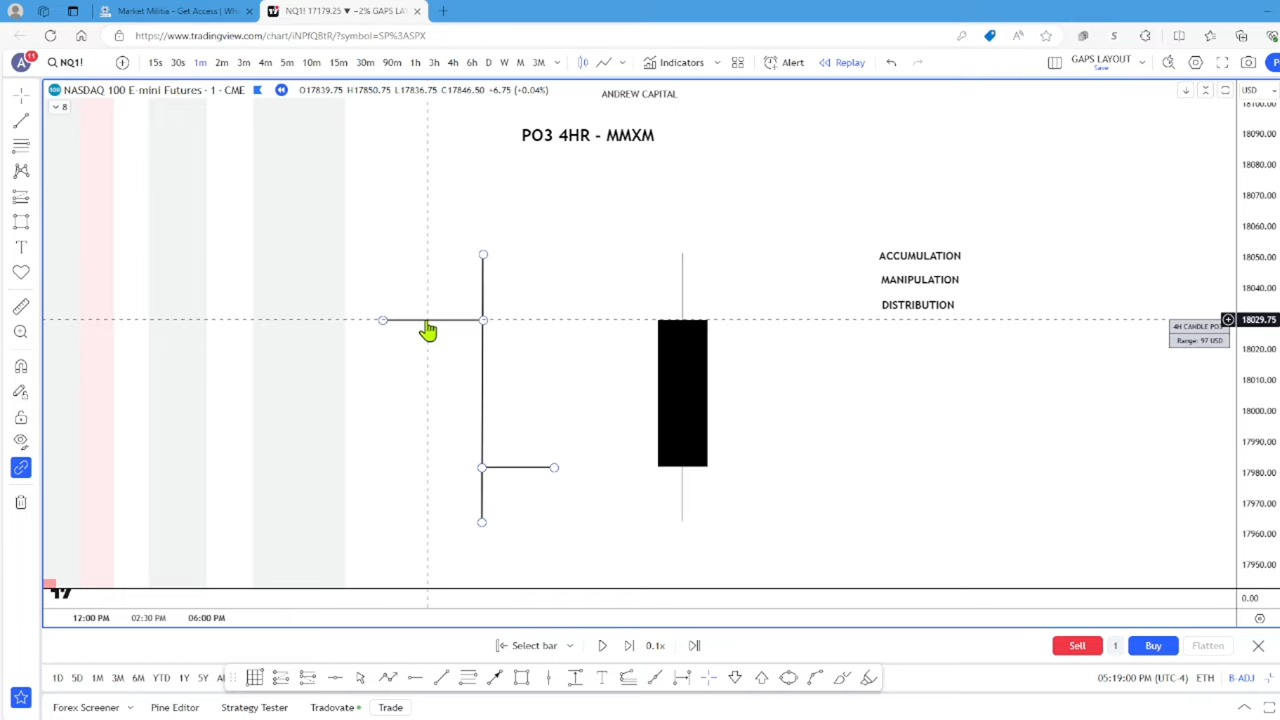 Market Militia - Get Access | Wh
NQ1! 17179.25 ▼ −2% GAPS LA
https://www.tradingview.com/chart/iNPfQBtR/?symbol=SP%3ASPX
A 11 NQ1! 15s 30s 1m 2m 3m 4m 5m 10m 15m 30m 90m 1h 3h 4h 6h D W M 3M Indicators Alert Replay GAPS LAYOUT
Save
NASDAQ 100 E-mini Futures · 1 · CME O17839.75 H17850.75 L17836.75 C17846.50 +6.75 (+0.04%)
ANDREW CAPITAL
USD
8
18100.00
PO3 4HR - MMXM
18090.00
18080.00
18070.00
18060.00
ACCUMULATION
18050.00
MANIPULATION
18040.00
DISTRIBUTION
18029.75
4H CANDLE PO3
Range: 97 USD
18020.00
18010.00
18000.00
17990.00
17980.00
17970.00
17960.00
17950.00
0.00
12:00 PM 02:30 PM 06:00 PM
Select bar 0.1x Sell 1 Buy Flatten
1D 5D 1M 3M 6M YTD 1Y 5Y 05:19:00 PM (UTC-4) ETH B-ADJ
Forex Screener Pine Editor Strategy Tester Tradovate Trade